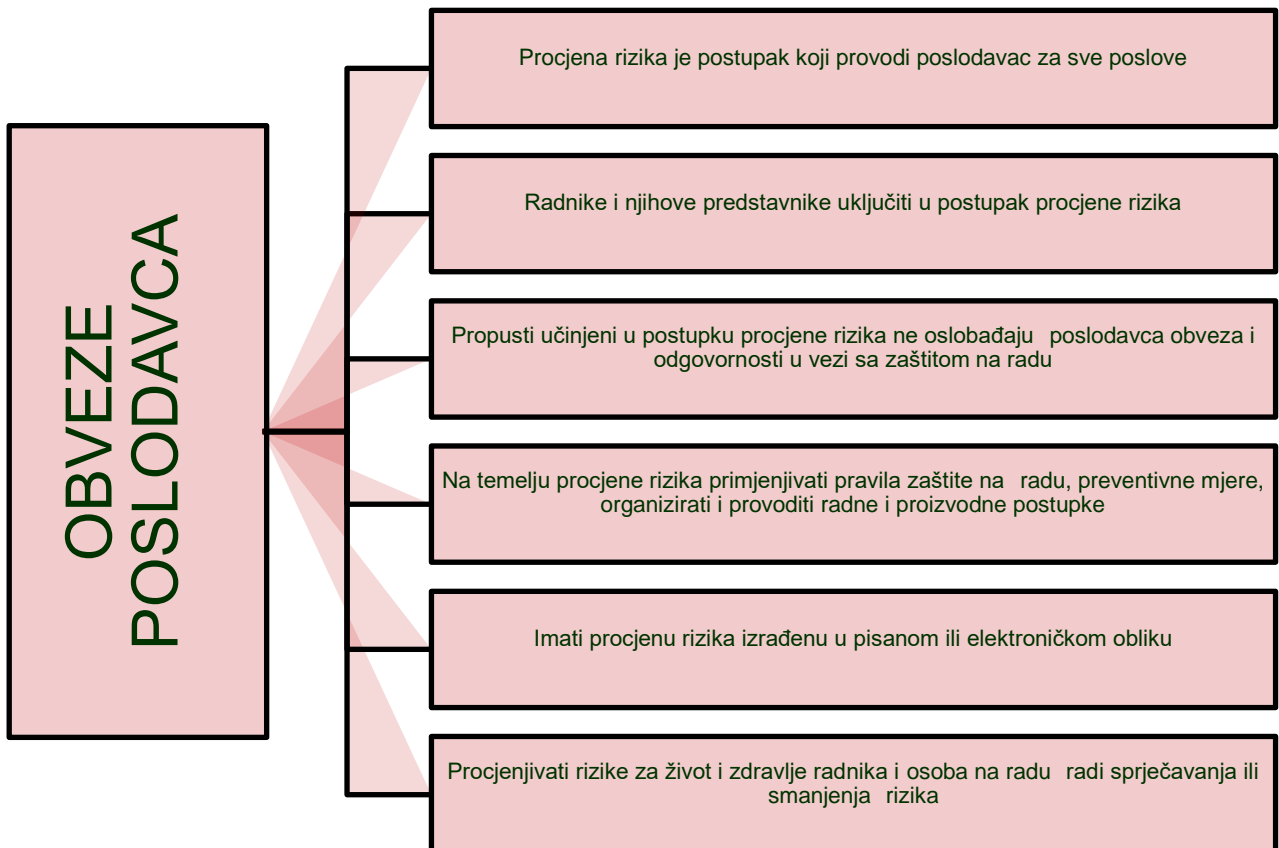 OBVEZE
POSLODAVCA
Procjena rizika je postupak koji provodi poslodavac za sve poslove
Radnike i njihove predstavnike uključiti u postupak procjene rizika
Propusti učinjeni u postupku procjene rizika ne oslobađaju poslodavca obveza i
odgovornosti u vezi sa zaštitom na radu
Na temelju procjene rizika primjenjivati pravila zaštite na radu, preventivne mjere,
organizirati i provoditi radne i proizvodne postupke
Imati procjenu rizika izrađenu u pisanom ili elektroničkom obliku
Procjenjivati rizike za život i zdravlje radnika i osoba na radu radi sprječavanja ili
smanjenja rizika